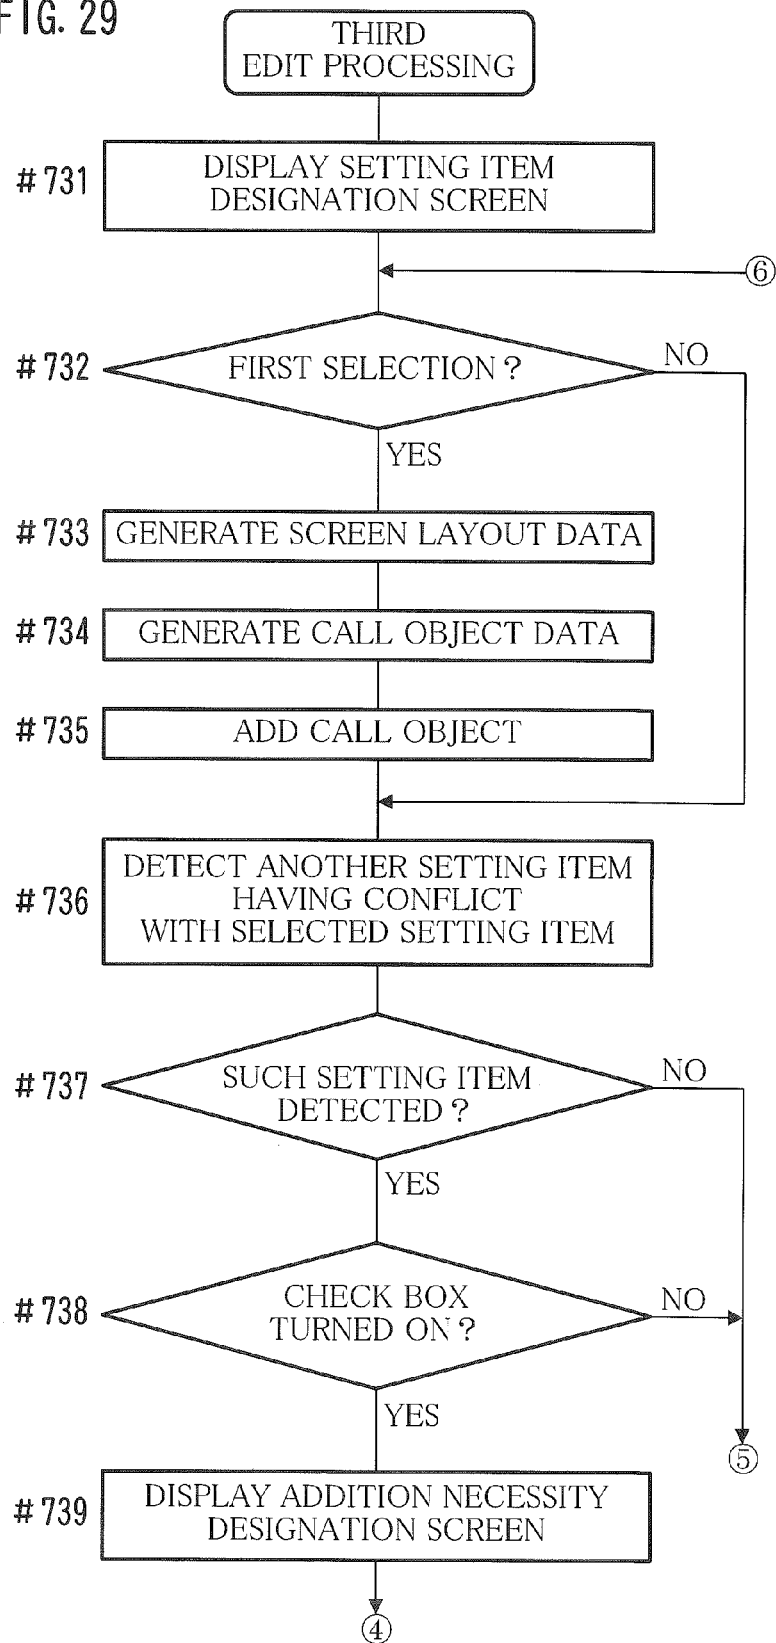 FIG. 29
THIRD
EDIT PROCESSING
#731
DISPLAY SETTING ITEM
DESIGNATION SCREEN
⑥
#732
FIRST SELECTION?
NO
YES
#733
GENERATE SCREEN LAYOUT DATA
#734
GENERATE CALL OBJECT DATA
#735
ADD CALL OBJECT
#736
DETECT ANOTHER SETTING ITEM
HAVING CONFLICT
WITH SELECTED SETTING ITEM
#737
SUCH SETTING ITEM
DETECTED?
NO
YES
#738
CHECK BOX
TURNED ON?
NO
YES
⑤
#739
DISPLAY ADDITION NECESSITY
DESIGNATION SCREEN
④